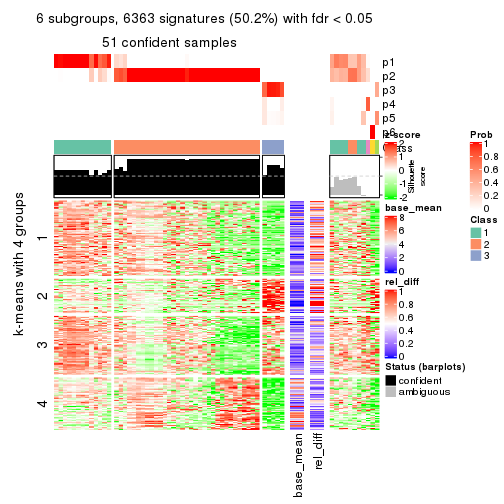 6 subgroups, 6363 signatures (50.2%) with fdr < 0.05
51 confident samples
p1
p2
p3
p4
p5
p6
Class
z-score
2
1
0
-1
-2
Silhouette
score
Prob
1
0.8
0.6
0.4
0.2
0
base_mean
8
6
4
2
0
Class
1
2
3
rel_diff
1
0.8
0.6
0.4
0.2
0
Status (barplots)
confident
ambiguous
k-means with 4 groups
1
2
3
4
base_mean
rel_diff